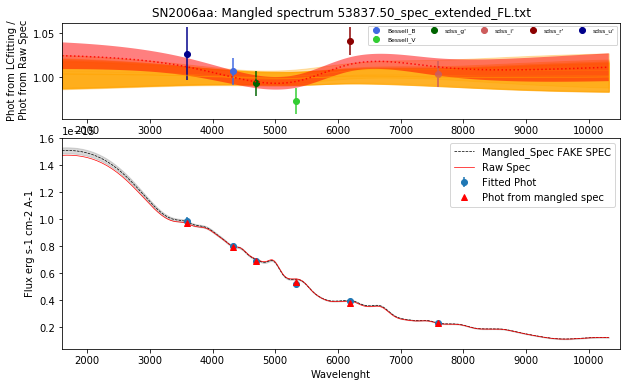 SN2006aa: Mangled spectrum 53837.50_spec_extended_FL.txt
Phot from LCfitting /
Phot from Raw Spec
1.05
1.00
Bessell_B
Bessell_V
sdss_g'
sdss_i'
sdss_r'
sdss_u'
2000 3000 4000 5000 6000 7000 8000 9000 10000
1e-15
Flux erg s-1 cm-2 A-1
1.6
1.4
1.2
1.0
0.8
0.6
0.4
0.2
Mangled_Spec FAKE SPEC
Raw Spec
Fitted Phot
Phot from mangled spec
2000 3000 4000 5000 6000 7000 8000 9000 10000
Wavelenght